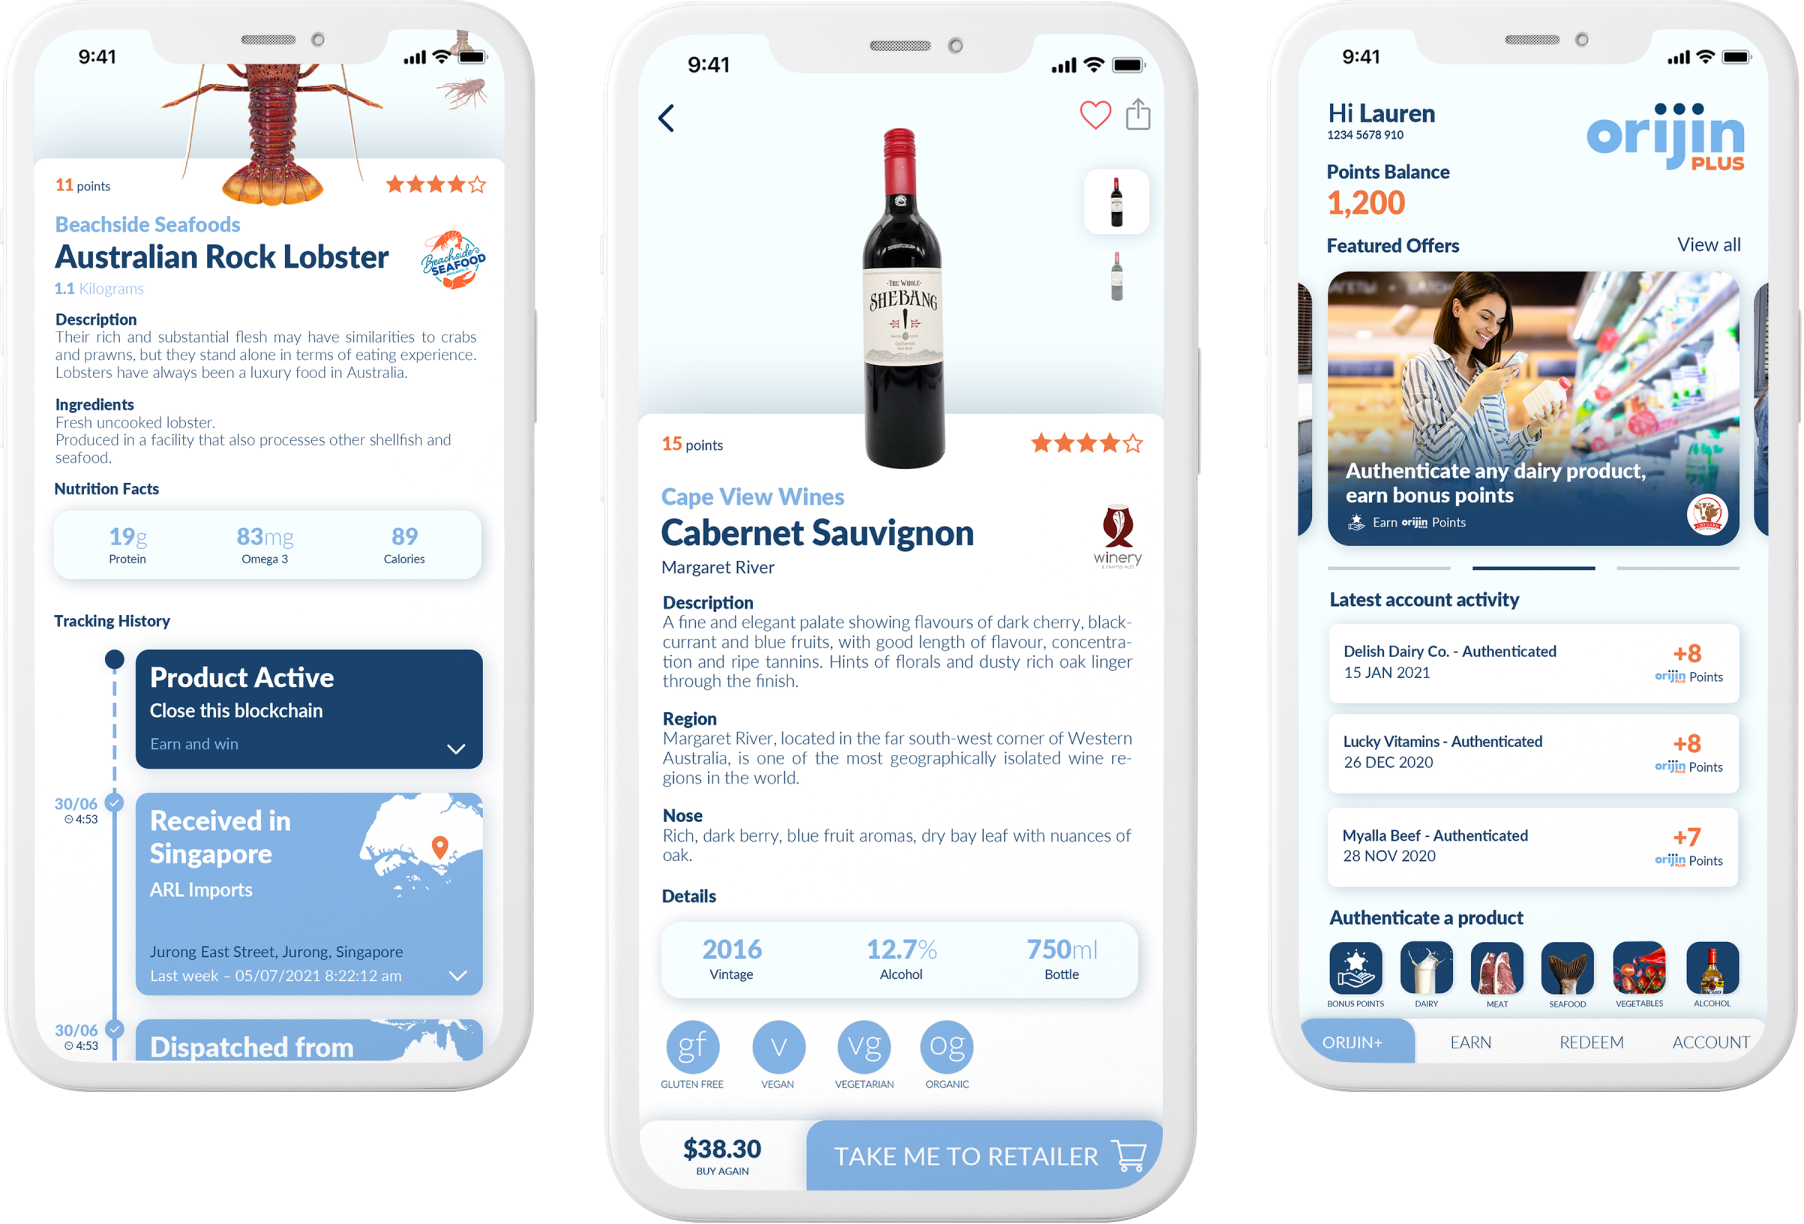 9:41
11 points
Beachside Seafoods
Australian Rock Lobster
1.1 Kilograms
Beachside
SEAFOOD
Description
Their rich and substantial flesh may have similarities to crabs
and prawns, but they stand alone in terms of eating experience.
Lobsters have always been a luxury food in Australia.
Ingredients
Fresh uncooked lobster.
Produced in a facility that also processes other shellfish and
seafood.
Nutrition Facts
19g
Protein
83mg
Omega 3
89
Calories
Tracking History
Product Active
Close this blockchain
Earn and win
30/06
4:53
Received in
Singapore
ARL Imports
Jurong East Street, Jurong, Singapore
Last week – 05/07/2021 8:22:12 am
30/06
4:53
Dispatched from
9:41
THE WHOLE
SHEBANG
15 points
Cape View Wines
Cabernet Sauvignon
Margaret River
winery
& CRAFTED ALES
Description
A fine and elegant palate showing flavours of dark cherry, black-
currant and blue fruits, with good length of flavour, concentra-
tion and ripe tannins. Hints of florals and dusty rich oak linger
through the finish.
Region
Margaret River, located in the far south-west corner of Western
Australia, is one of the most geographically isolated wine re-
gions in the world.
Nose
Rich, dark berry, blue fruit aromas, dry bay leaf with nuances of
oak.
Details
2016
Vintage
12.7%
Alcohol
750ml
Bottle
gf
GLUTEN FREE
v
VEGAN
vg
VEGETARIAN
og
ORGANIC
$38.30
BUY AGAIN
TAKE ME TO RETAILER
9:41
Hi Lauren
1234 5678 910
orijin
PLUS
Points Balance
1,200
Featured Offers
View all
Authenticate any dairy product,
earn bonus points
Earn orijin Points
Latest account activity
Delish Dairy Co. - Authenticated
15 JAN 2021
+8
orijin PLUS Points
Lucky Vitamins - Authenticated
26 DEC 2020
+8
orijin PLUS Points
Myalla Beef - Authenticated
28 NOV 2020
+7
orijin PLUS Points
Authenticate a product
BONUS POINTS
DAIRY
MEAT
SEAFOOD
VEGETABLES
ALCOHOL
ORIJIN+
EARN
REDEEM
ACCOUNT